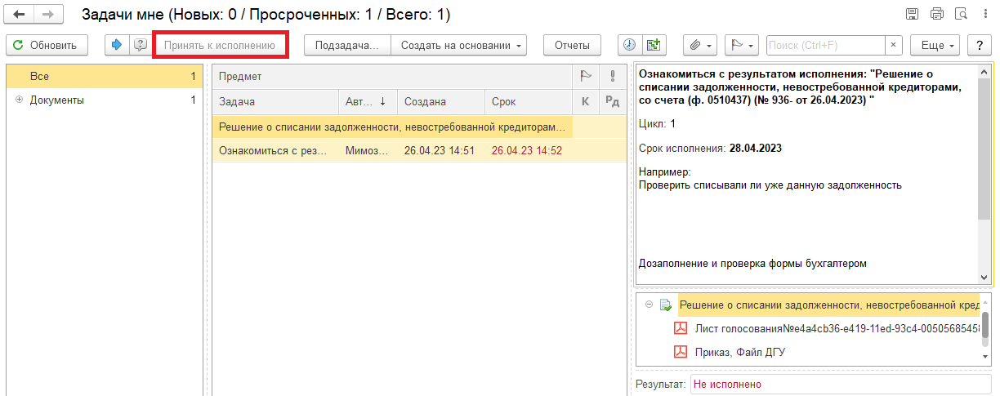 Задачи мне (Новых: 0 / Просроченных: 1 / Всего: 1)
Обновить
Принять к исполнению
Подзадача...
Создать на основании
Отчеты
Поиск (Ctrl+F)
×
Еще
?
Все 1
Документы 1
Предмет
Задача Авт... ↓ Создана Срок К Рд
Решение о списании задолженности, невостребованной кредиторам...
Ознакомиться с рез... Мимоз... 26.04.23 14:51 26.04.23 14:52
Ознакомиться с результатом исполнения: "Решение о
списании задолженности, невостребованной кредиторами,
со счета (ф. 0510437) (№ 936- от 26.04.2023) "
Цикл: 1
Срок исполнения: 28.04.2023
Например:
Проверить списывали ли уже данную задолженность
Дозаполнение и проверка формы бухгалтером
Решение о списании задолженности, невостребованной кред
Лист голосования№e4a4cb36-e419-11ed-93c4-00505685458
Приказ, Файл ДГУ
Результат: Не исполнено